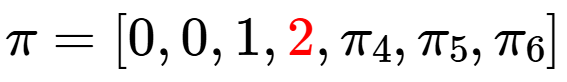 π = [0, 0, 1, 2, π₄, π₅, π₆]